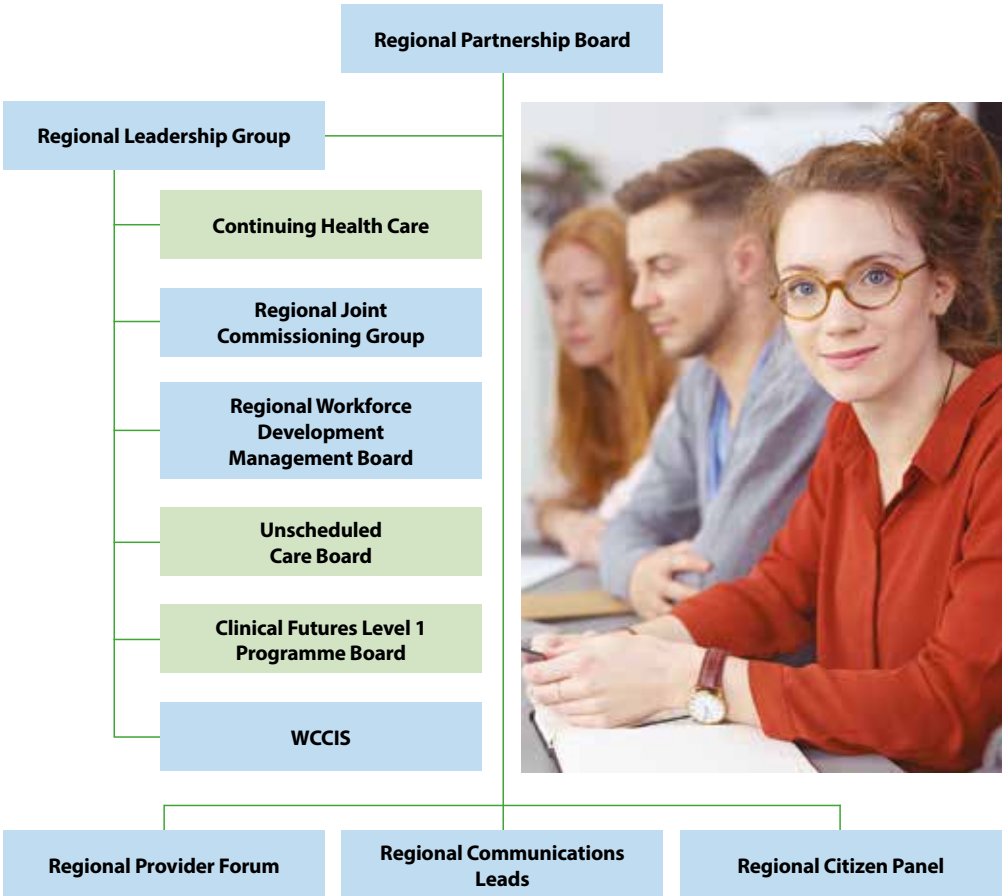 Regional Partnership Board
Regional Leadership Group
Continuing Health Care
Regional Joint
Commissioning Group
Regional Workforce
Development
Management Board
Unscheduled
Care Board
Clinical Futures Level 1
Programme Board
WCCIS
Regional Provider Forum
Regional Communications
Leads
Regional Citizen Panel